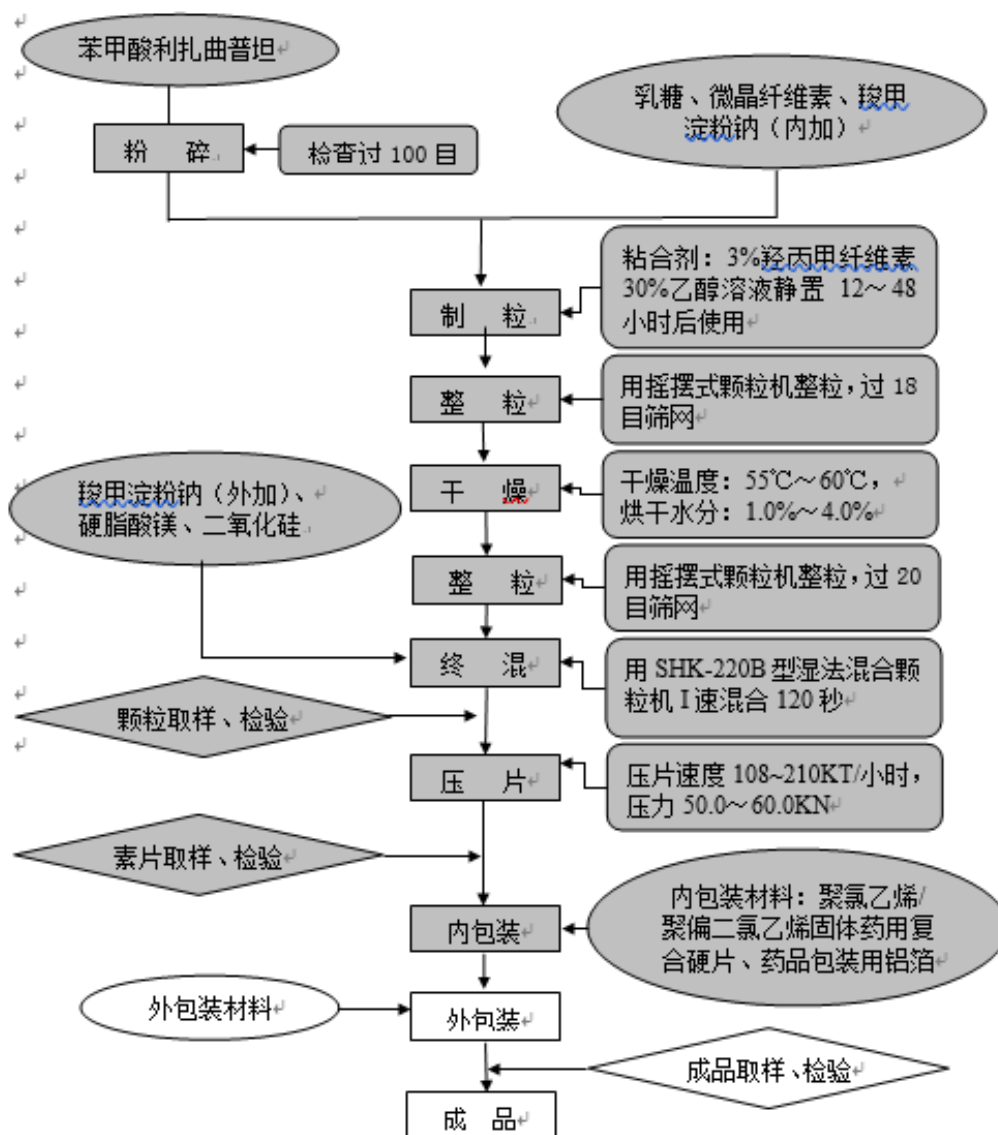 苯甲酸利扎曲普坦
乳糖、微晶纤维素、羧甲
淀粉钠（内加）
粉 碎
检查过 100 目
粘合剂：3%羟丙甲纤维素
30%乙醇溶液静置 12～48
小时后使用
制 粒
整 粒
用摇摆式颗粒机整粒，过 18
目筛网
羧甲淀粉钠（外加）、
硬脂酸镁、二氧化硅
干 燥
干燥温度：55℃～60℃，
烘干水分：1.0%～4.0%
整 粒
用摇摆式颗粒机整粒，过 20
目筛网
终 混
用 SHK-220B 型湿法混合颗
粒机 I 速混合 120 秒
颗粒取样、检验
压 片
压片速度 108~210KT/小时，
压力 50.0～60.0KN
素片取样、检验
内包装
内包装材料：聚氯乙烯/
聚偏二氯乙烯固体药用复
合硬片、药品包装用铝箔
外包装材料
外包装
成品取样、检验
成 品